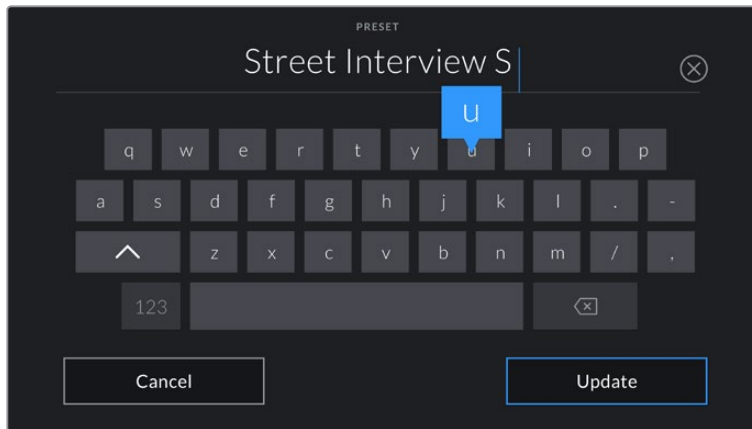 PRESET
Street Interview S
u
q w e r t y u i o p
a s d f g h j k l . -
z x c v b n m / ,
123
Cancel Update